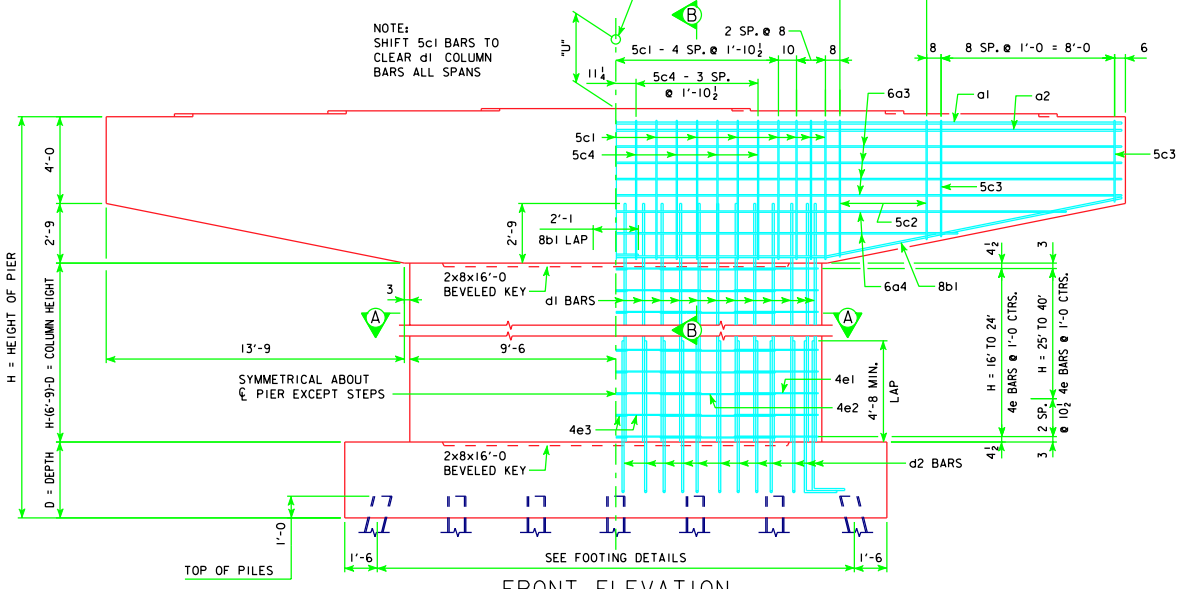 NOTE:
SHIFT 5c1 BARS TO
CLEAR d1 COLUMN
BARS ALL SPANS
"U"
B
2 SP. @ 8
5c1 - 4 SP. @ 1'-10½
10
8
8
8 SP. @ 1'-0 = 8'-0
6
11¼
5c4 - 3 SP.
@ 1'-10½
6a3
a1
a2
5c1
5c4
5c3
5c3
5c2
4'-0
2'-9
2'-9
2'-1
8b1 LAP
6a4
8b1
4½
3
H = HEIGHT OF PIER
H-(6'-9)-D = COLUMN HEIGHT
D = DEPTH
3
2x8x16'-0
BEVELED KEY
d1 BARS
A
B
A
13'-9
9'-6
SYMMETRICAL ABOUT
℄ PIER EXCEPT STEPS
4e1
4e2
4e3
4'-8 MIN.
LAP
H = 16' TO 24'
4e BARS @ 1'-0 CTRS.
H = 25' TO 40'
4e BARS @ 1'-0 CTRS.
2 SP.
@ 10½
4½
3
2x8x16'-0
BEVELED KEY
d2 BARS
1'-0
TOP OF PILES
1'-6
SEE FOOTING DETAILS
1'-6
FRONT ELEVATION